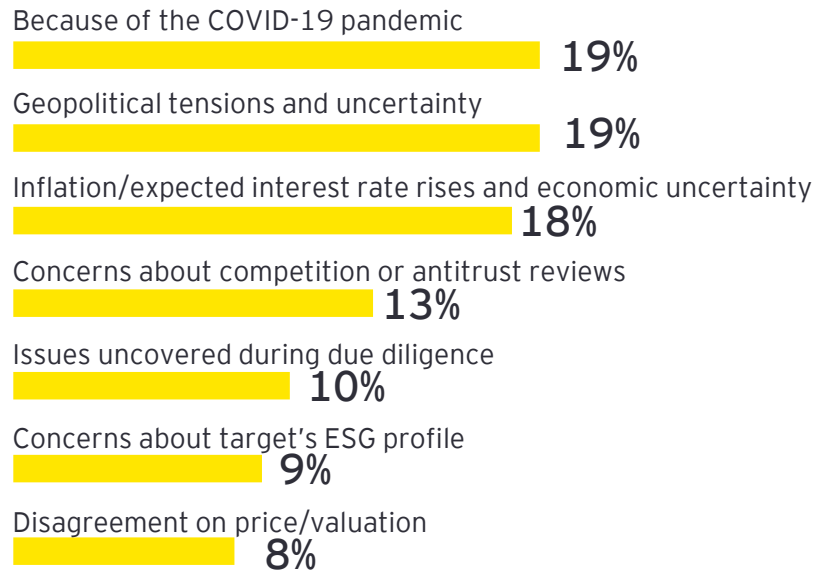 Because of the COVID-19 pandemic
19%
Geopolitical tensions and uncertainty
19%
Inflation/expected interest rate rises and economic uncertainty
18%
Concerns about competition or antitrust reviews
13%
Issues uncovered during due diligence
10%
Concerns about target's ESG profile
9%
Disagreement on price/valuation
8%